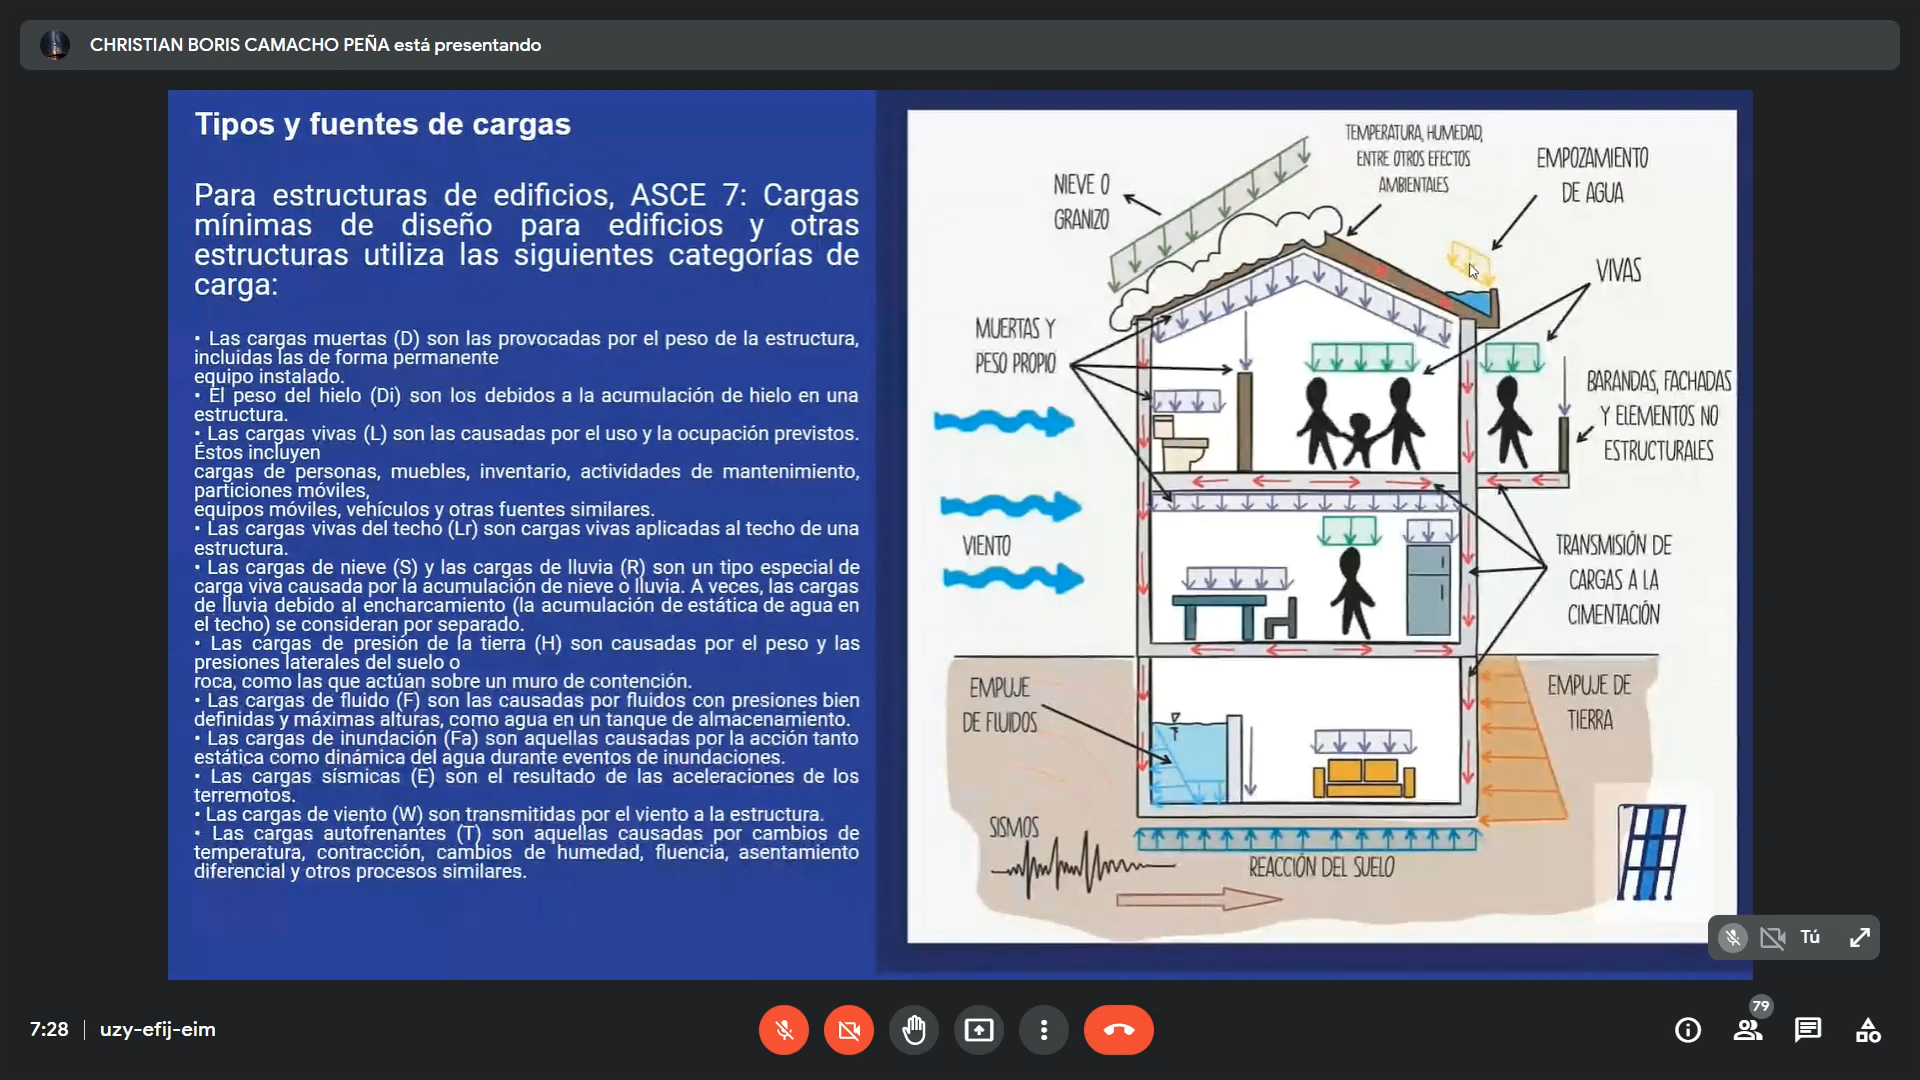 CHRISTIAN BORIS CAMACHO PEÑA está presentando
Tipos y fuentes de cargas
Para estructuras de edificios, ASCE 7: Cargas
mínimas de diseño para edificios y otras
estructuras utiliza las siguientes categorías de
carga:
• Las cargas muertas (D) son las provocadas por el peso de la estructura,
incluidas las de forma permanente
equipo instalado.
• El peso del hielo (Di) son los debidos a la acumulación de hielo en una
estructura.
• Las cargas vivas (L) son las causadas por el uso y la ocupación previstos.
Éstos incluyen
cargas de personas, muebles, inventario, actividades de mantenimiento,
particiones móviles,
equipos móviles, vehículos y otras fuentes similares.
• Las cargas vivas del techo (Lr) son cargas vivas aplicadas al techo de una
estructura.
• Las cargas de nieve (S) y las cargas de lluvia (R) son un tipo especial de
carga viva causada por la acumulación de nieve o lluvia. A veces, las cargas
de lluvia debido al encharcamiento (la acumulación de estática de agua en
el techo) se consideran por separado.
• Las cargas de presión de la tierra (H) son causadas por el peso y las
presiones laterales del suelo o
roca, como las que actúan sobre un muro de contención.
• Las cargas de fluido (F) son las causadas por fluidos con presiones bien
definidas y máximas alturas, como agua en un tanque de almacenamiento.
• Las cargas de inundación (Fa) son aquellas causadas por la acción tanto
estática como dinámica del agua durante eventos de inundaciones.
• Las cargas sísmicas (E) son el resultado de las aceleraciones de los
terremotos.
• Las cargas de viento (W) son transmitidas por el viento a la estructura.
• Las cargas autofrenantes (T) son aquellas causadas por cambios de
temperatura, contracción, cambios de humedad, fluencia, asentamiento
diferencial y otros procesos similares.
NIEVE O
GRANIZO
TEMPERATURA, HUMEDAD,
ENTRE OTROS EFECTOS
AMBIENTALES
EMPOZAMIENTO
DE AGUA
VIVAS
MUERTAS Y
PESO PROPIO
BARANDAS, FACHADAS
Y ELEMENTOS NO
ESTRUCTURALES
VIENTO
TRANSMISIÓN DE
CARGAS A LA
CIMENTACIÓN
EMPUJE
DE FLUIDOS
EMPUJE DE
TIERRA
SISMOS
REACCIÓN DEL SUELO
Tú
7:28
uzy-efij-eim
79